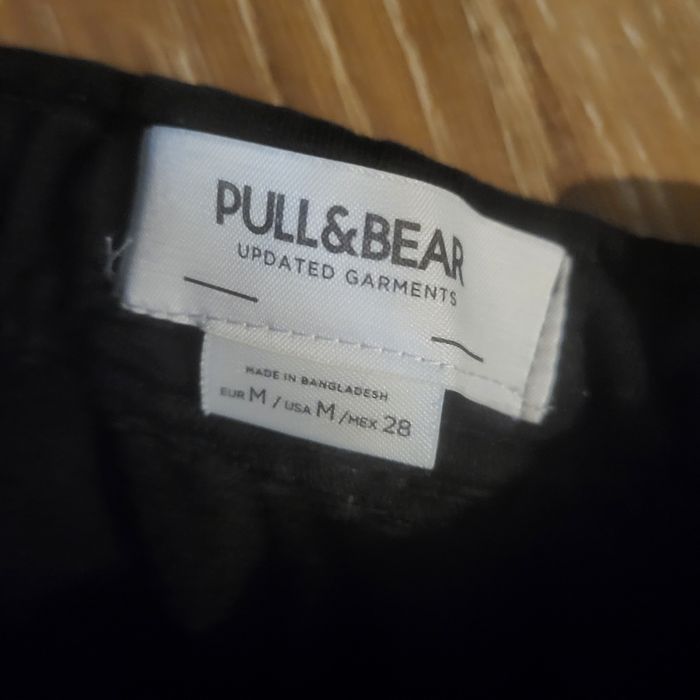 PULL&BEAR
UPDATED GARMENTS
MADE IN BANGLADESH
EUR M / USA M /MEX 28